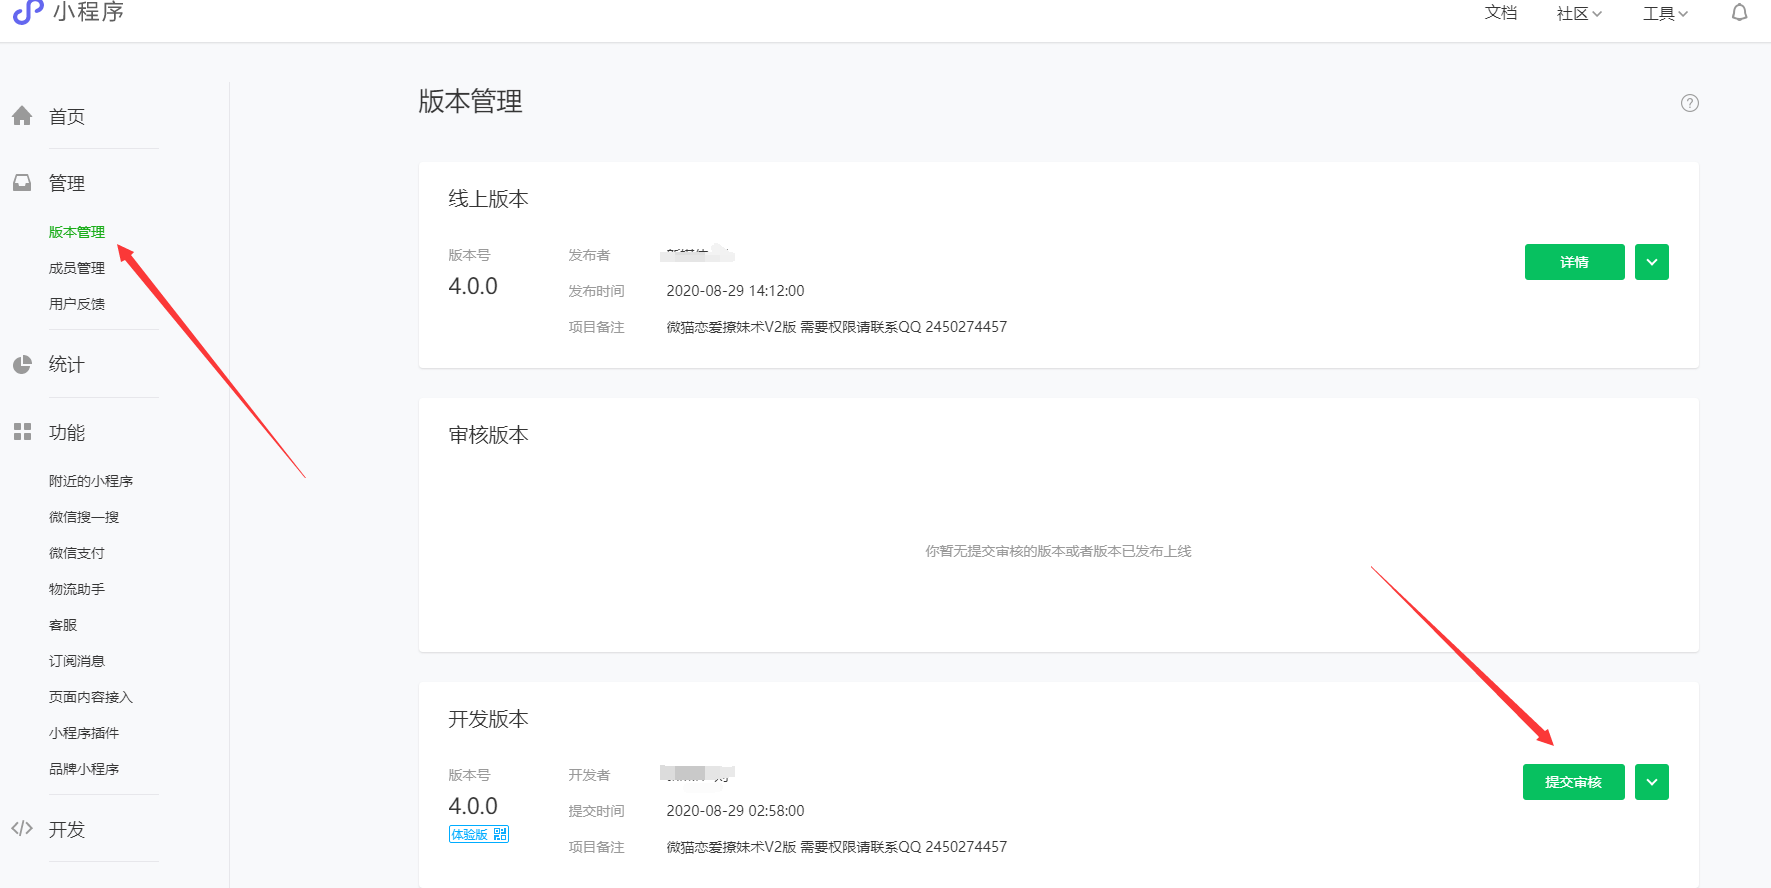 小程序
文档 社区 工具
首页
管理
版本管理
成员管理
用户反馈
统计
功能
附近的小程序
微信搜一搜
微信支付
物流助手
客服
订阅消息
页面内容接入
小程序插件
品牌小程序
开发
版本管理
?
线上版本
版本号 发布者
4.0.0
详情
发布时间 2020-08-29 14:12:00
项目备注 微猫恋爱撩妹术V2版 需要权限请联系QQ 2450274457
审核版本
你暂无提交审核的版本或者版本已发布上线
开发版本
版本号 开发者
4.0.0
体验版
提交审核
提交时间 2020-08-29 02:58:00
项目备注 微猫恋爱撩妹术V2版 需要权限请联系QQ 2450274457